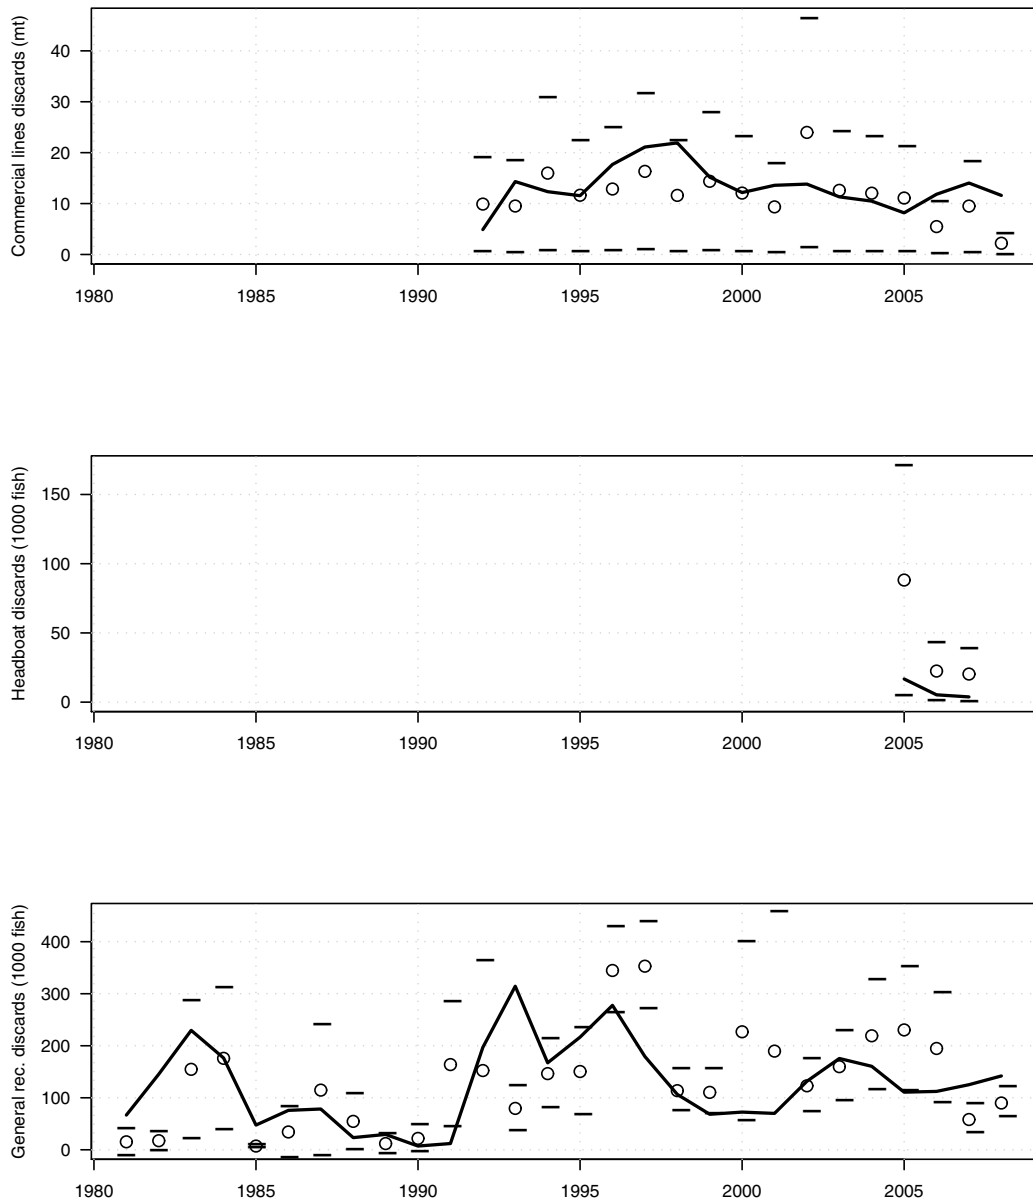 Commercial lines discards (mt)
40
30
20
10
0
1980 1985 1990 1995 2000 2005
Headboat discards (1000 fish)
150
100
50
0
1980 1985 1990 1995 2000 2005
General rec. discards (1000 fish)
400
300
200
100
0
1980 1985 1990 1995 2000 2005